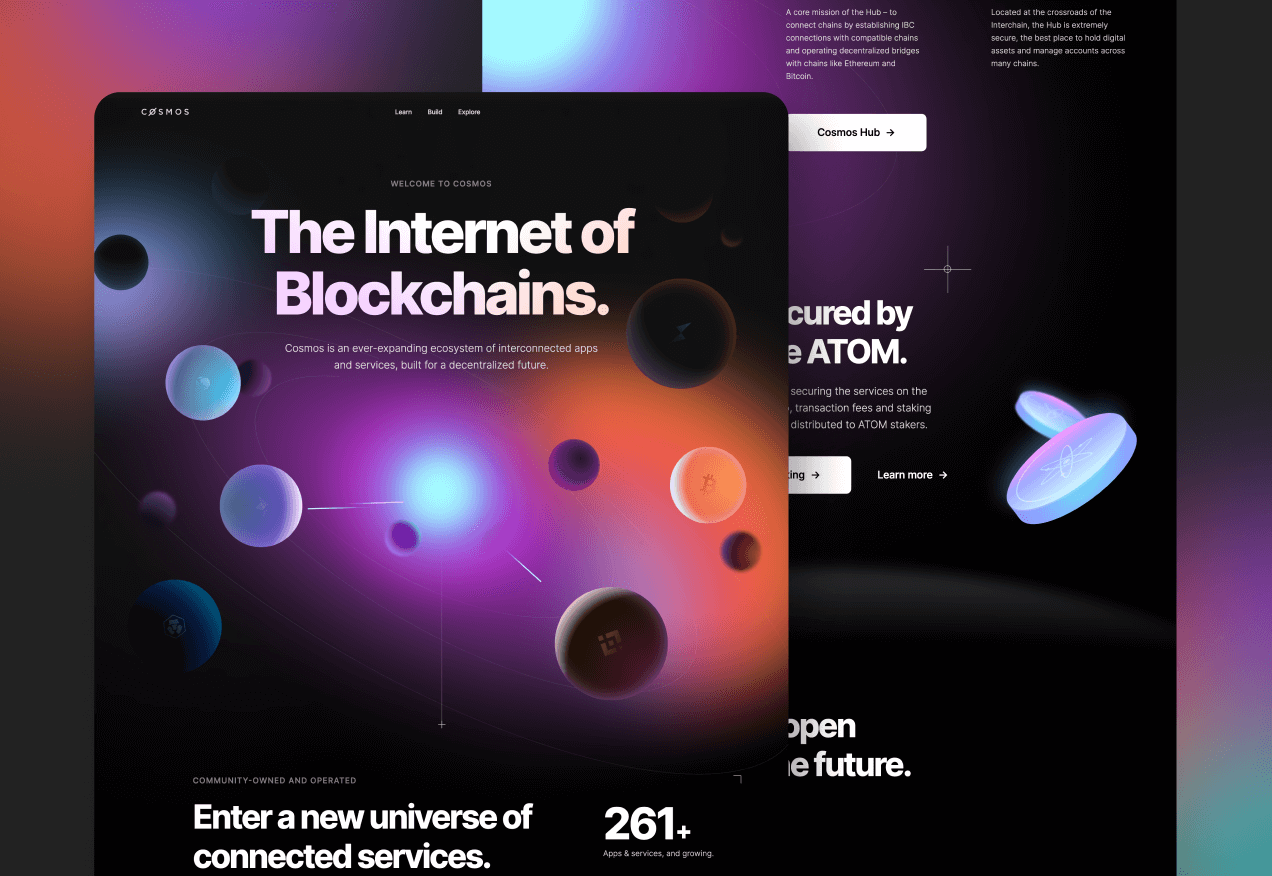 A core mission of the Hub – to
connect chains by establishing IBC
connections with compatible chains
and operating decentralized bridges
with chains like Ethereum and
Bitcoin.
Located at the crossroads of the
Interchain, the Hub is extremely
secure, the best place to hold digital
assets and manage accounts across
many chains.
Cosmos Hub →
COSMOS
Learn Build Explore
WELCOME TO COSMOS
The Internet of
Blockchains.
Cosmos is an ever-expanding ecosystem of interconnected apps
and services, built for a decentralized future.
COMMUNITY-OWNED AND OPERATED
Enter a new universe of
connected services.
261+
Apps & services, and growing.
cured by
e ATOM.
securing the services on the
, transaction fees and staking
distributed to ATOM stakers.
king →
Learn more →
open
e future.